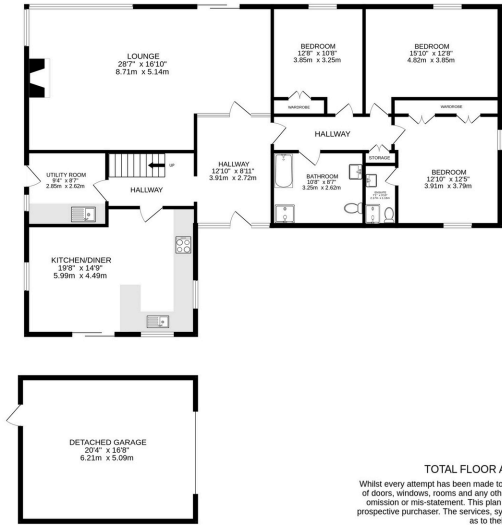 LOUNGE
28'7" x 16'10"
8.71m x 5.14m
BEDROOM
12'8" x 10'8"
3.85m x 3.25m
BEDROOM
15'10" x 12'8"
4.82m x 3.85m
WARDROBE
WARDROBE
HALLWAY
STORAGE
UTILITY ROOM
9'4" x 8'7"
2.85m x 2.62m
UP
HALLWAY
HALLWAY
12'10" x 8'11"
3.91m x 2.72m
BATHROOM
10'8" x 8'7"
3.25m x 2.62m
BEDROOM
12'10" x 12'5"
3.91m x 3.79m
KITCHEN/DINER
19'8" x 14'9"
5.99m x 4.49m
DETACHED GARAGE
20'4" x 16'8"
6.21m x 5.09m
TOTAL FLOOR A
Whilst every attempt has been made to
of doors, windows, rooms and any oth
omission or mis-statement. This plan
prospective purchaser. The services, sy
as to the